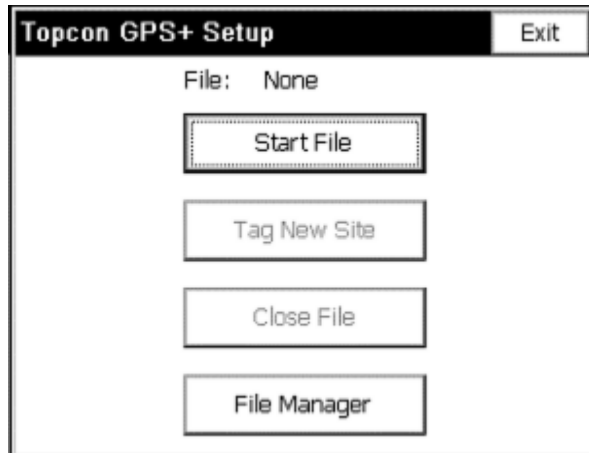 Topcon GPS+ Setup Exit
File: None
Start File
Tag New Site
Close File
File Manager